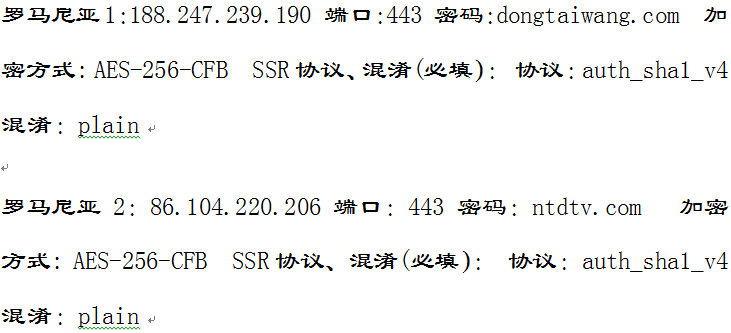 罗马尼亚1:188.247.239.190 端口:443 密码:dongtaiwang.com 加
密方式: AES-256-CFB SSR协议、混淆(必填): 协议: auth_sha1_v4
混淆: plain
罗马尼亚 2: 86.104.220.206 端口: 443 密码: ntdtv.com 加密
方式: AES-256-CFB SSR协议、混淆(必填): 协议: auth_sha1_v4
混淆: plain